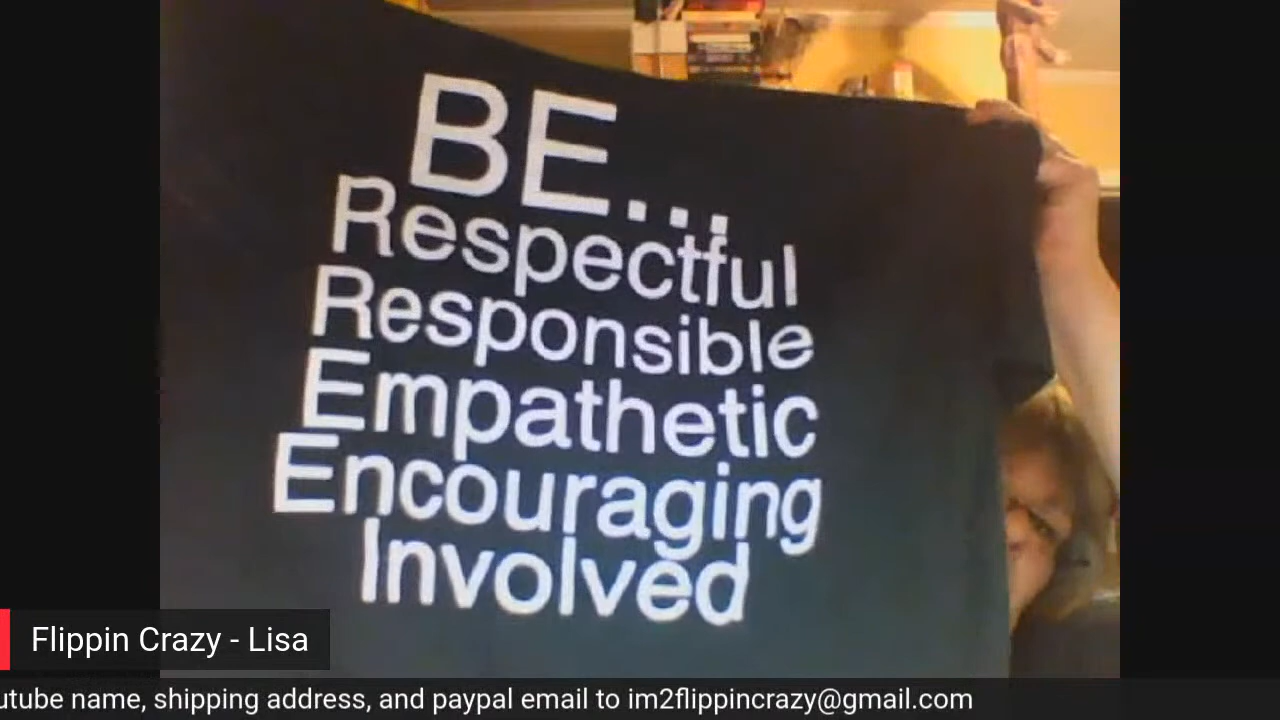 BE...
Respectful
Responsible
Empathetic
Encouraging
Involved
Flippin Crazy - Lisa
utube name, shipping address, and paypal email to im2flippincrazy@gmail.com